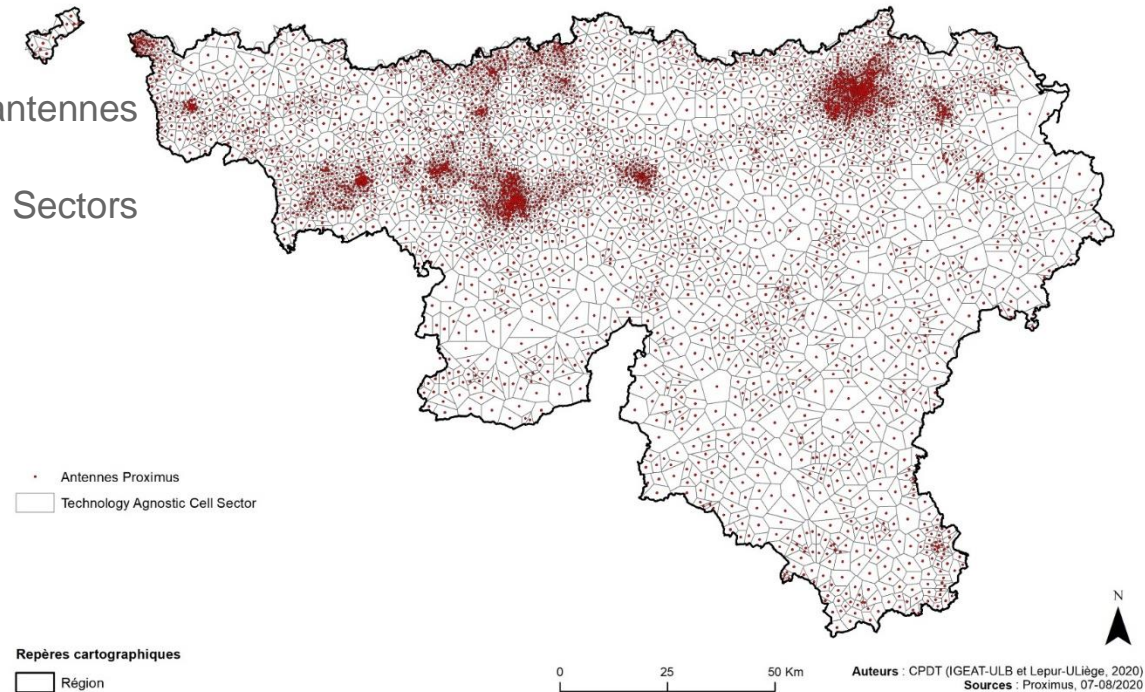 antennes
Sectors
Antennes Proximus
Technology Agnostic Cell Sector
N
Repères cartographiques
Région
0 25 50 Km
Auteurs : CPDT (IGEAT-ULB et Lepur-ULiège, 2020)
Sources : Proximus, 07-08/2020